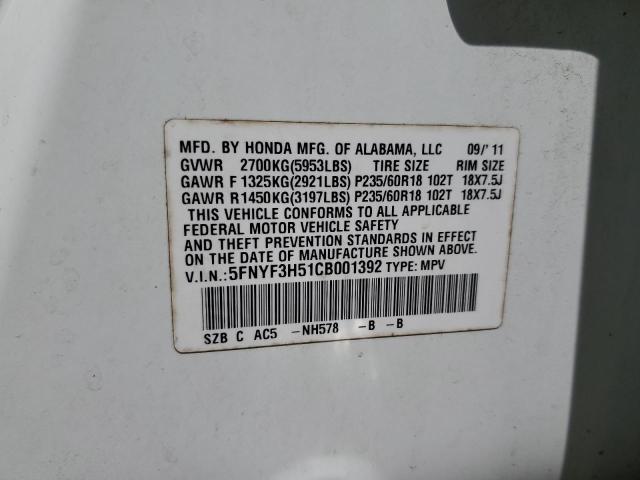 MFD. BY HONDA MFG. OF ALABAMA, LLC 09/' 11
GVWR 2700KG(5953LBS) TIRE SIZE RIM SIZE
GAWR F 1325KG(2921LBS) P235/60R18 102T 18X7.5J
GAWR R1450KG(3197LBS) P235/60R18 102T 18X7.5J
THIS VEHICLE CONFORMS TO ALL APPLICABLE
FEDERAL MOTOR VEHICLE SAFETY
AND THEFT PREVENTION STANDARDS IN EFFECT
ON THE DATE OF MANUFACTURE SHOWN ABOVE.
V.I.N.: 5FNYF3H51CB001392 TYPE: MPV
SZB C AC5 -NH578 -B -B